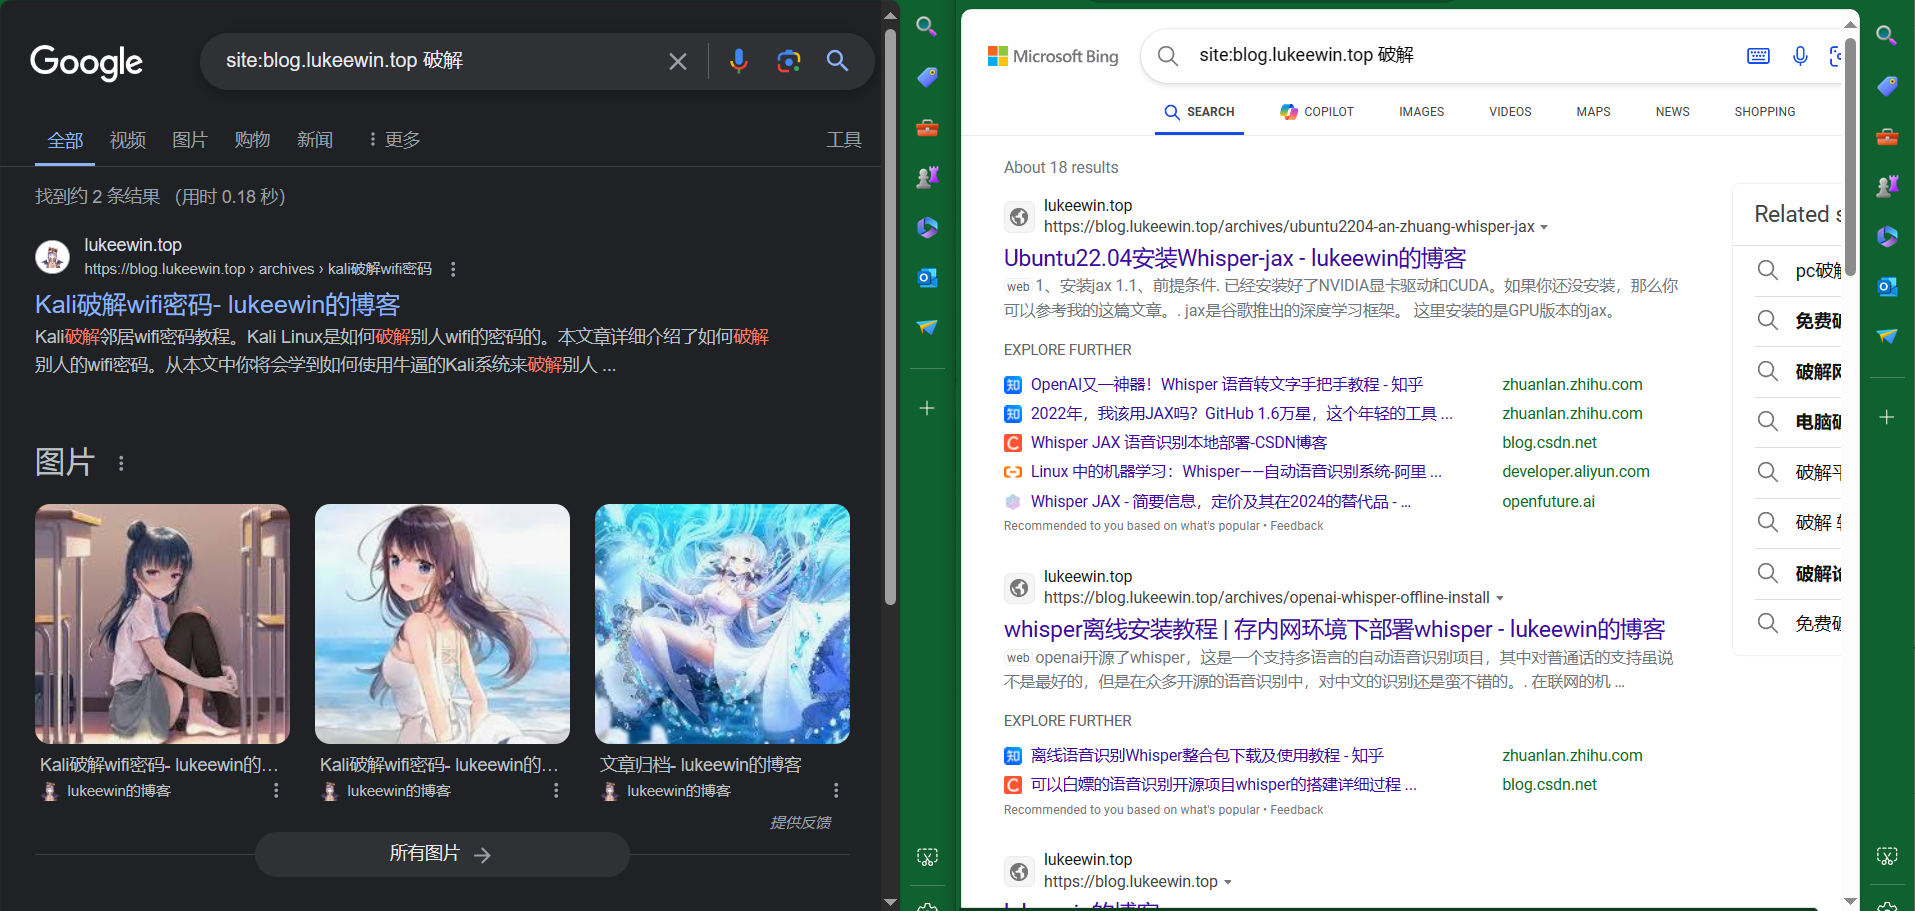 Google
site:blog.lukeewin.top 破解
全部 视频 图片 购物 新闻 更多 工具
找到约 2 条结果 (用时 0.18 秒)
lukeewin.top
https://blog.lukeewin.top › archives › kali破解wifi密码
Kali破解wifi密码- lukeewin的博客
Kali破解邻居wifi密码教程。Kali Linux是如何破解别人wifi的密码的。本文章详细介绍了如何破解
别人的wifi密码。从本文中你将会学到如何使用牛逼的Kali系统来破解别人 ...
图片
Kali破解wifi密码- lukeewin的…
lukeewin的博客
Kali破解wifi密码- lukeewin的…
lukeewin的博客
文章归档- lukeewin的博客
lukeewin的博客
提供反馈
所有图片
Microsoft Bing
site:blog.lukeewin.top 破解
SEARCH COPILOT IMAGES VIDEOS MAPS NEWS SHOPPING
About 18 results
lukeewin.top
https://blog.lukeewin.top/archives/ubuntu2204-an-zhuang-whisper-jax
Ubuntu22.04安装Whisper-jax - lukeewin的博客
web 1、安装jax 1.1、前提条件. 已经安装好了NVIDIA显卡驱动和CUDA。如果你还没安装，那么你
可以参考我的这篇文章。. jax是谷歌推出的深度学习框架。 这里安装的是GPU版本的jax。
EXPLORE FURTHER
知 OpenAI又一神器！Whisper 语音转文字手把手教程 - 知乎 zhuanlan.zhihu.com
知 2022年，我该用JAX吗？GitHub 1.6万星，这个年轻的工具 ... zhuanlan.zhihu.com
C Whisper JAX 语音识别本地部署-CSDN博客 blog.csdn.net
Linux 中的机器学习：Whisper——自动语音识别系统-阿里 ... developer.aliyun.com
Whisper JAX - 简要信息，定价及其在2024的替代品 - ... openfuture.ai
Recommended to you based on what's popular • Feedback
lukeewin.top
https://blog.lukeewin.top/archives/openai-whisper-offline-install
whisper离线安装教程 | 存内网环境下部署whisper - lukeewin的博客
web openai开源了whisper，这是一个支持多语言的自动语音识别项目，其中对普通话的支持虽说
不是最好的，但是在众多开源的语音识别中，对中文的识别还是蛮不错的。. 在联网的机 ...
EXPLORE FURTHER
知 离线语音识别Whisper整合包下载及使用教程 - 知乎 zhuanlan.zhihu.com
C 可以白嫖的语音识别开源项目whisper的搭建详细过程 ... blog.csdn.net
Recommended to you based on what's popular • Feedback
lukeewin.top
https://blog.lukeewin.top
Related
pc破解
免费破
破解网
电脑破
破解平
破解 软
破解论
免费破